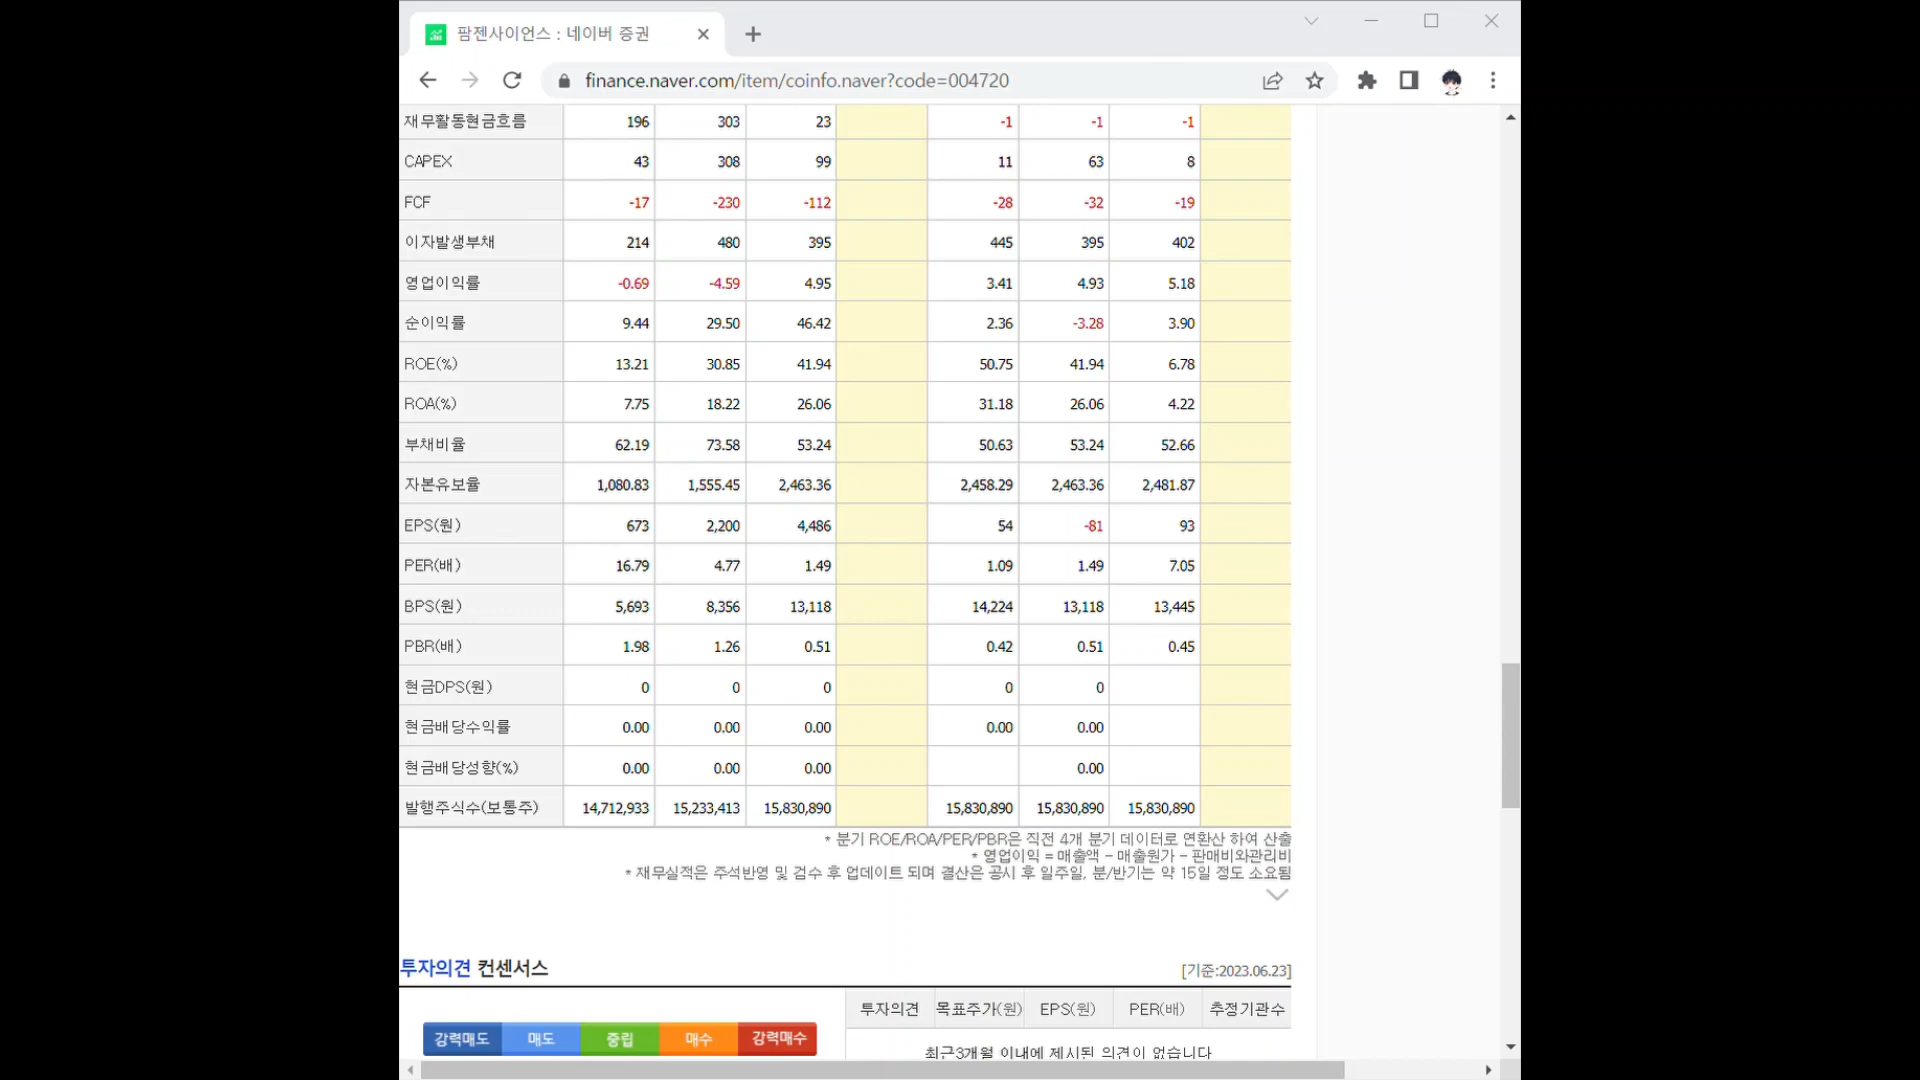 팜젠사이언스 : 네이버 증권
finance.naver.com/item/coinfo.naver?code=004720
재무활동현금흐름 196 303 23 -1 -1 -1
CAPEX 43 308 99 11 63 8
FCF -17 -230 -112 -28 -32 -19
이자발생부채 214 480 395 445 395 402
영업이익률 -0.69 -4.59 4.95 3.41 4.93 5.18
순이익률 9.44 29.50 46.42 2.36 -3.28 3.90
ROE(%) 13.21 30.85 41.94 50.75 41.94 6.78
ROA(%) 7.75 18.22 26.06 31.18 26.06 4.22
부채비율 62.19 73.58 53.24 50.63 53.24 52.66
자본유보율 1,080.83 1,555.45 2,463.36 2,458.29 2,463.36 2,481.87
EPS(원) 673 2,200 4,486 54 -81 93
PER(배) 16.79 4.77 1.49 1.09 1.49 7.05
BPS(원) 5,693 8,356 13,118 14,224 13,118 13,445
PBR(배) 1.98 1.26 0.51 0.42 0.51 0.45
현금DPS(원) 0 0 0 0 0
현금배당수익률 0.00 0.00 0.00 0.00 0.00
현금배당성향(%) 0.00 0.00 0.00 0.00
발행주식수(보통주) 14,712,933 15,233,413 15,830,890 15,830,890 15,830,890 15,830,890
* 분기 ROE/ROA/PER/PBR은 직전 4개 분기 데이터로 연환산 하여 산출
* 영업이익 = 매출액 - 매출원가 - 판매비와관리비
* 재무실적은 주석반영 및 검수 후 업데이트 되며 결산은 공시 후 일주일, 분/반기는 약 15일 정도 소요됨
투자의견 컨센서스 [기준:2023.06.23]
투자의견 목표주가(원) EPS(원) PER(배) 추정기관수
강력매도 매도 중립 매수 강력매수
최근3개월 이내에 제시된 의견이 없습니다